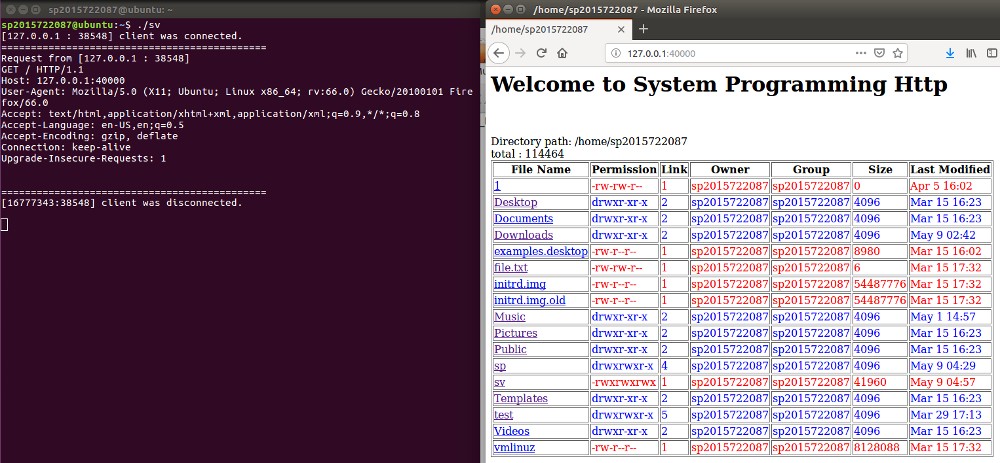 sp2015722087@ubuntu: ~
sp2015722087@ubuntu:~$ ./sv
[127.0.0.1 : 38548] client was connected.
=============================================
Request from [127.0.0.1 : 38548]
GET / HTTP/1.1
Host: 127.0.0.1:40000
User-Agent: Mozilla/5.0 (X11; Ubuntu; Linux x86_64; rv:66.0) Gecko/20100101 Fire
fox/66.0
Accept: text/html,application/xhtml+xml,application/xml;q=0.9,*/*;q=0.8
Accept-Language: en-US,en;q=0.5
Accept-Encoding: gzip, deflate
Connection: keep-alive
Upgrade-Insecure-Requests: 1
=============================================
[16777343:38548] client was disconnected.
/home/sp2015722087 - Mozilla Firefox
/home/sp2015722087
127.0.0.1:40000
Welcome to System Programming Http
Directory path: /home/sp2015722087
total : 114464
File Name Permission Link Owner Group Size Last Modified
1 -rw-rw-r-- 1 sp2015722087 sp2015722087 0 Apr 5 16:02
Desktop drwxr-xr-x 2 sp2015722087 sp2015722087 4096 Mar 15 16:23
Documents drwxr-xr-x 2 sp2015722087 sp2015722087 4096 Mar 15 16:23
Downloads drwxr-xr-x 2 sp2015722087 sp2015722087 4096 May 9 02:42
examples.desktop -rw-r--r-- 1 sp2015722087 sp2015722087 8980 Mar 15 16:02
file.txt -rw-rw-r-- 1 sp2015722087 sp2015722087 6 Mar 15 17:32
initrd.img -rw-r--r-- 1 sp2015722087 sp2015722087 54487776 Mar 15 17:32
initrd.img.old -rw-r--r-- 1 sp2015722087 sp2015722087 54487776 Mar 15 17:32
Music drwxr-xr-x 2 sp2015722087 sp2015722087 4096 May 1 14:57
Pictures drwxr-xr-x 2 sp2015722087 sp2015722087 4096 Mar 15 16:23
Public drwxr-xr-x 2 sp2015722087 sp2015722087 4096 Mar 15 16:23
sp drwxrwxr-x 4 sp2015722087 sp2015722087 4096 May 9 04:29
sv -rwxrwxrwx 1 sp2015722087 sp2015722087 41960 May 9 04:57
Templates drwxr-xr-x 2 sp2015722087 sp2015722087 4096 Mar 15 16:23
test drwxrwxr-x 5 sp2015722087 sp2015722087 4096 Mar 29 17:13
Videos drwxr-xr-x 2 sp2015722087 sp2015722087 4096 Mar 15 16:23
vmlinuz -rw-r--r-- 1 sp2015722087 sp2015722087 8128088 Mar 15 17:32